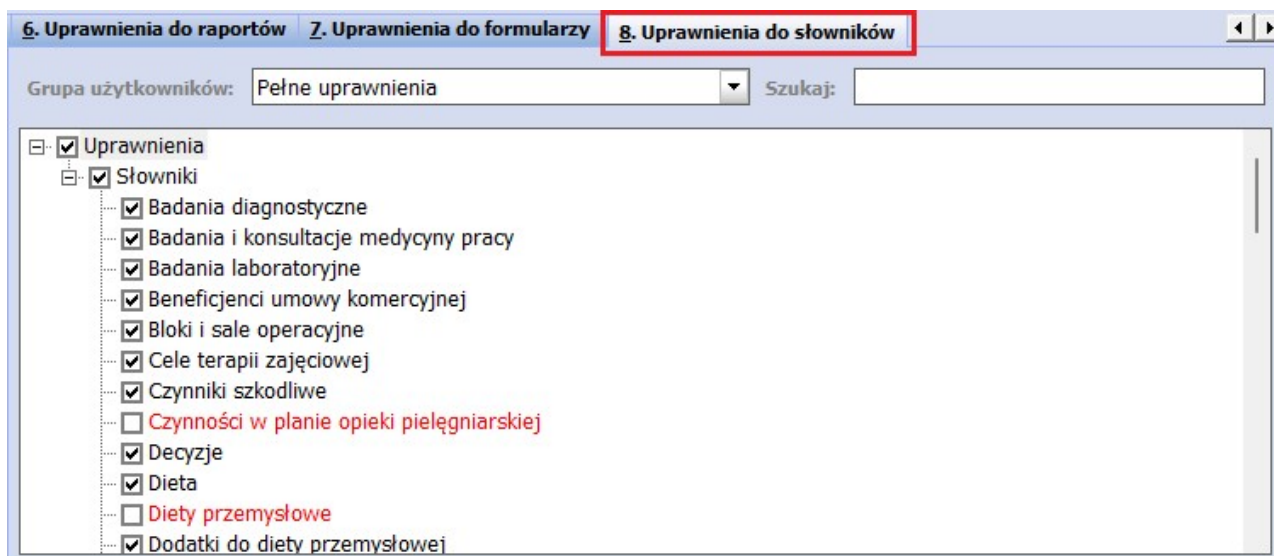 6. Uprawnienia do raportów 7. Uprawnienia do formularzy 8. Uprawnienia do słowników
Grupa użytkowników: Pełne uprawnienia Szukaj:
Uprawnienia
Słowniki
Badania diagnostyczne
Badania i konsultacje medycyny pracy
Badania laboratoryjne
Beneficjenci umowy komercyjnej
Bloki i sale operacyjne
Cele terapii zajęciowej
Czynniki szkodliwe
Czynności w planie opieki pielęgniarskiej
Decyzje
Dieta
Diety przemysłowe
Dodatki do diety przemysłowej